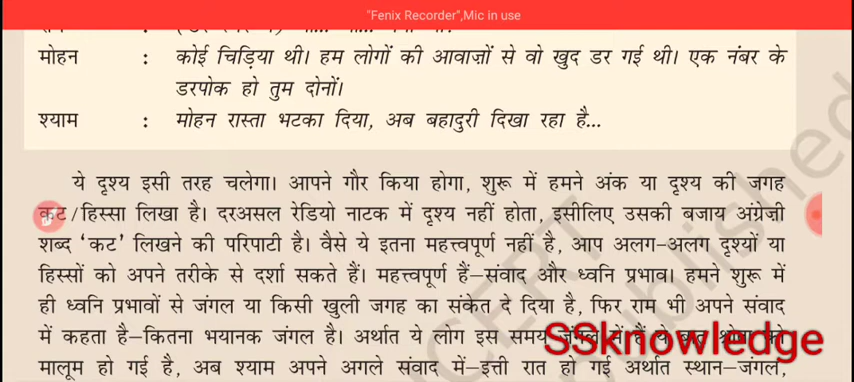 "Fenix Recorder",Mic in use
मोहन : कोई चिड़िया थी। हम लोगों की आवाज़ों से वो खुद डर गई थी। एक नंबर के
डरपोक हो तुम दोनों।
श्याम : मोहन रास्ता भटका दिया, अब बहादुरी दिखा रहा है...
ये दृश्य इसी तरह चलेगा। आपने गौर किया होगा, शुरू में हमने अंक या दृश्य की जगह
कट/हिस्सा लिखा है। दरअसल रेडियो नाटक में दृश्य नहीं होता, इसीलिए उसकी बजाय अंग्रेज़ी
शब्द ‘कट’ लिखने की परिपाटी है। वैसे ये इतना महत्त्वपूर्ण नहीं है, आप अलग-अलग दृश्यों या
हिस्सों को अपने तरीके से दर्शा सकते हैं। महत्त्वपूर्ण हैं–संवाद और ध्वनि प्रभाव। हमने शुरू में
ही ध्वनि प्रभावों से जंगल या किसी खुली जगह का संकेत दे दिया है, फिर राम भी अपने संवाद
में कहता है–कितना भयानक जंगल है। अर्थात ये लोग इस समय
SSknowledge
मालूम हो गई है, अब श्याम अपने अगले संवाद में–इत्ती रात हो गई अर्थात स्थान–जंगल,